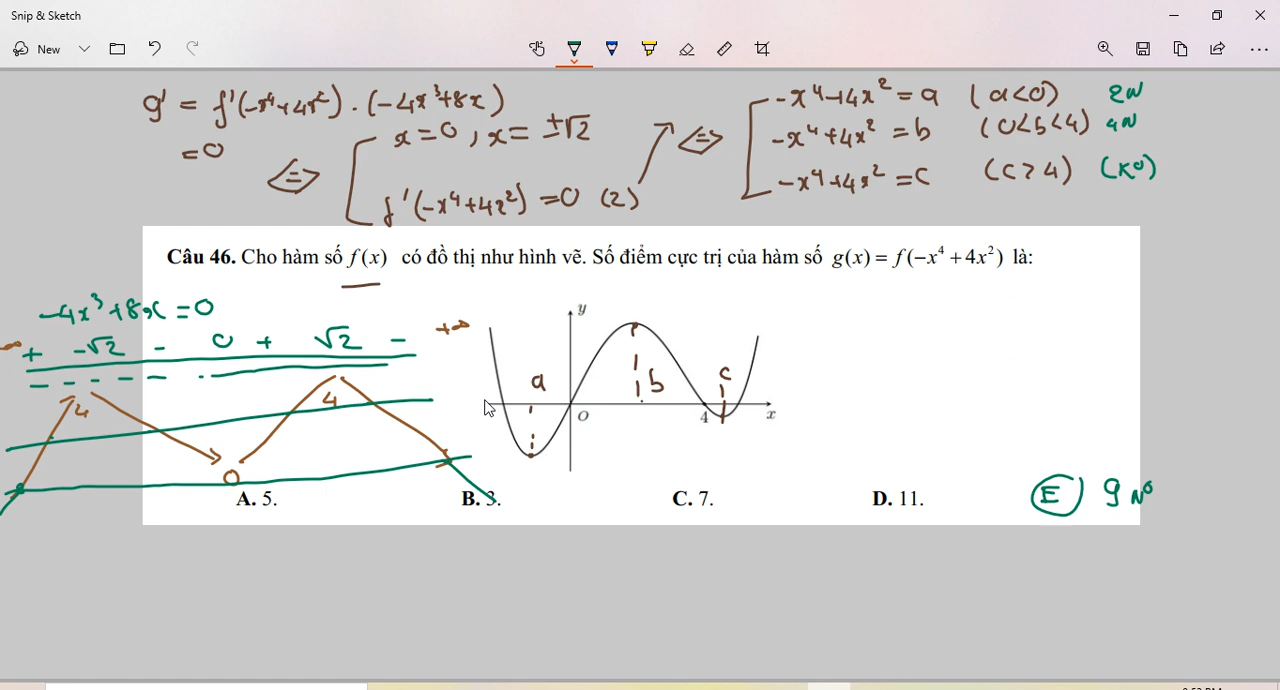 Snip & Sketch
New
g' = f'(-x⁴+4x²).(-4x³+8x)
=0
⇔
x=0, x=±√2
f'(-x⁴+4x²)=0 (2)
⇔
-x⁴+4x²=a (a<0) 2N
-x⁴+4x²=b (0<b<4) 4N
-x⁴+4x²=c (c>4) (K0)
Câu 46. Cho hàm số f(x) có đồ thị như hình vẽ. Số điểm cực trị của hàm số g(x) = f(-x⁴ + 4x²) là:
-4x³+8x=0
-∞ + -√2 - 0 + √2 - +∞
4 4
0
y
a b c
O 4 x
A. 5. B. 3. C. 7. D. 11. E) 9 N⁰